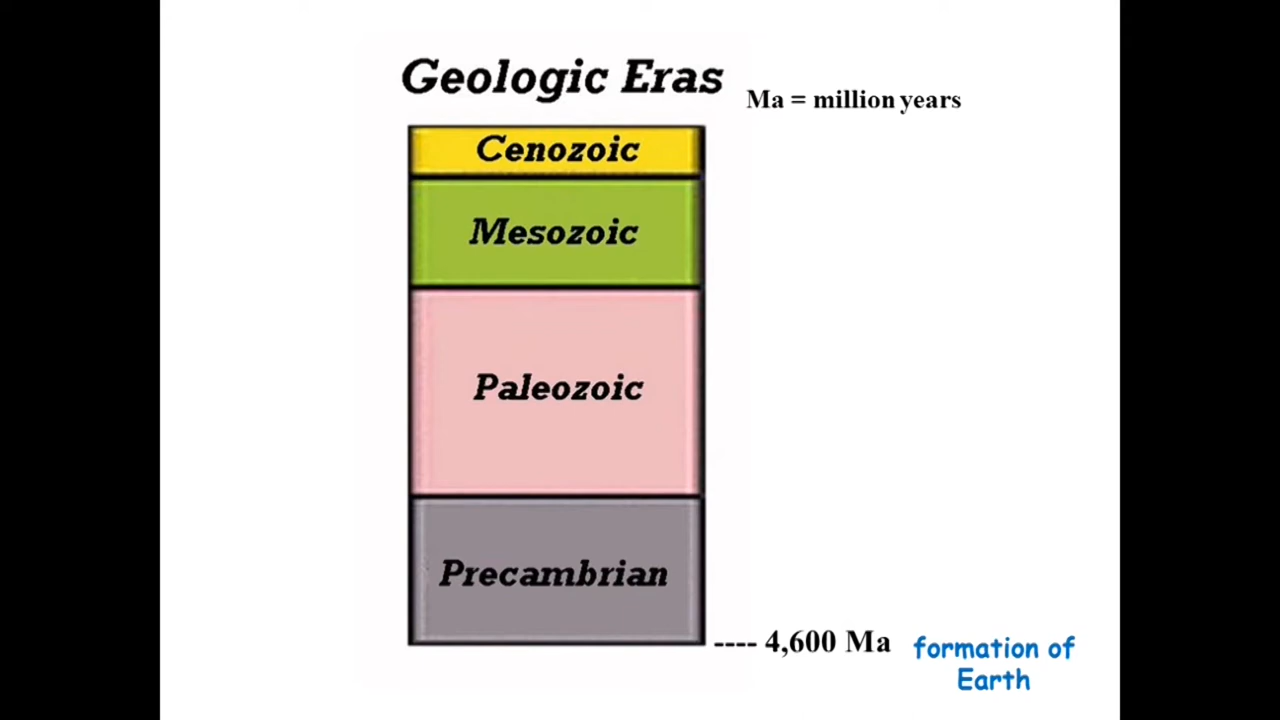 Geologic Eras
Ma = million years
Cenozoic
Mesozoic
Paleozoic
Precambrian
---- 4,600 Ma
formation of
Earth